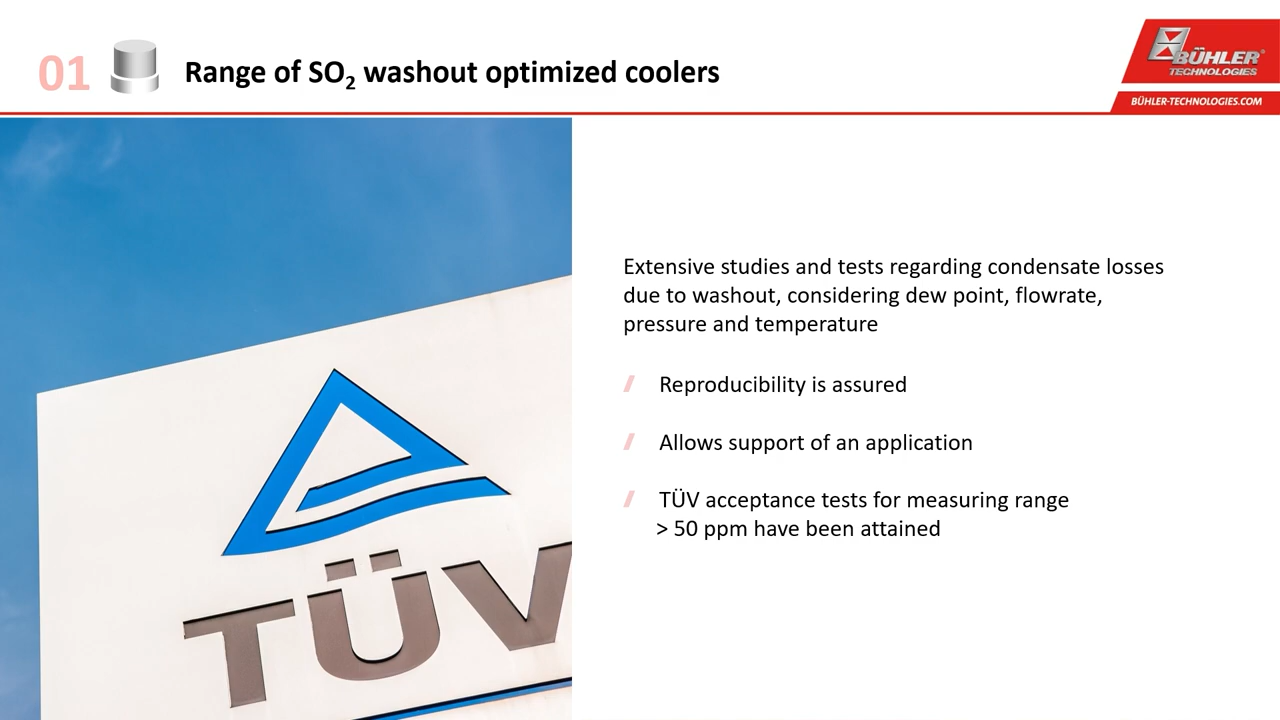 01
Range of SO₂ washout optimized coolers
BÜHLER®
TECHNOLOGIES
BÜHLER-TECHNOLOGIES.COM
Extensive studies and tests regarding condensate losses
due to washout, considering dew point, flowrate,
pressure and temperature
Reproducibility is assured
Allows support of an application
TÜV acceptance tests for measuring range
> 50 ppm have been attained
TÜV